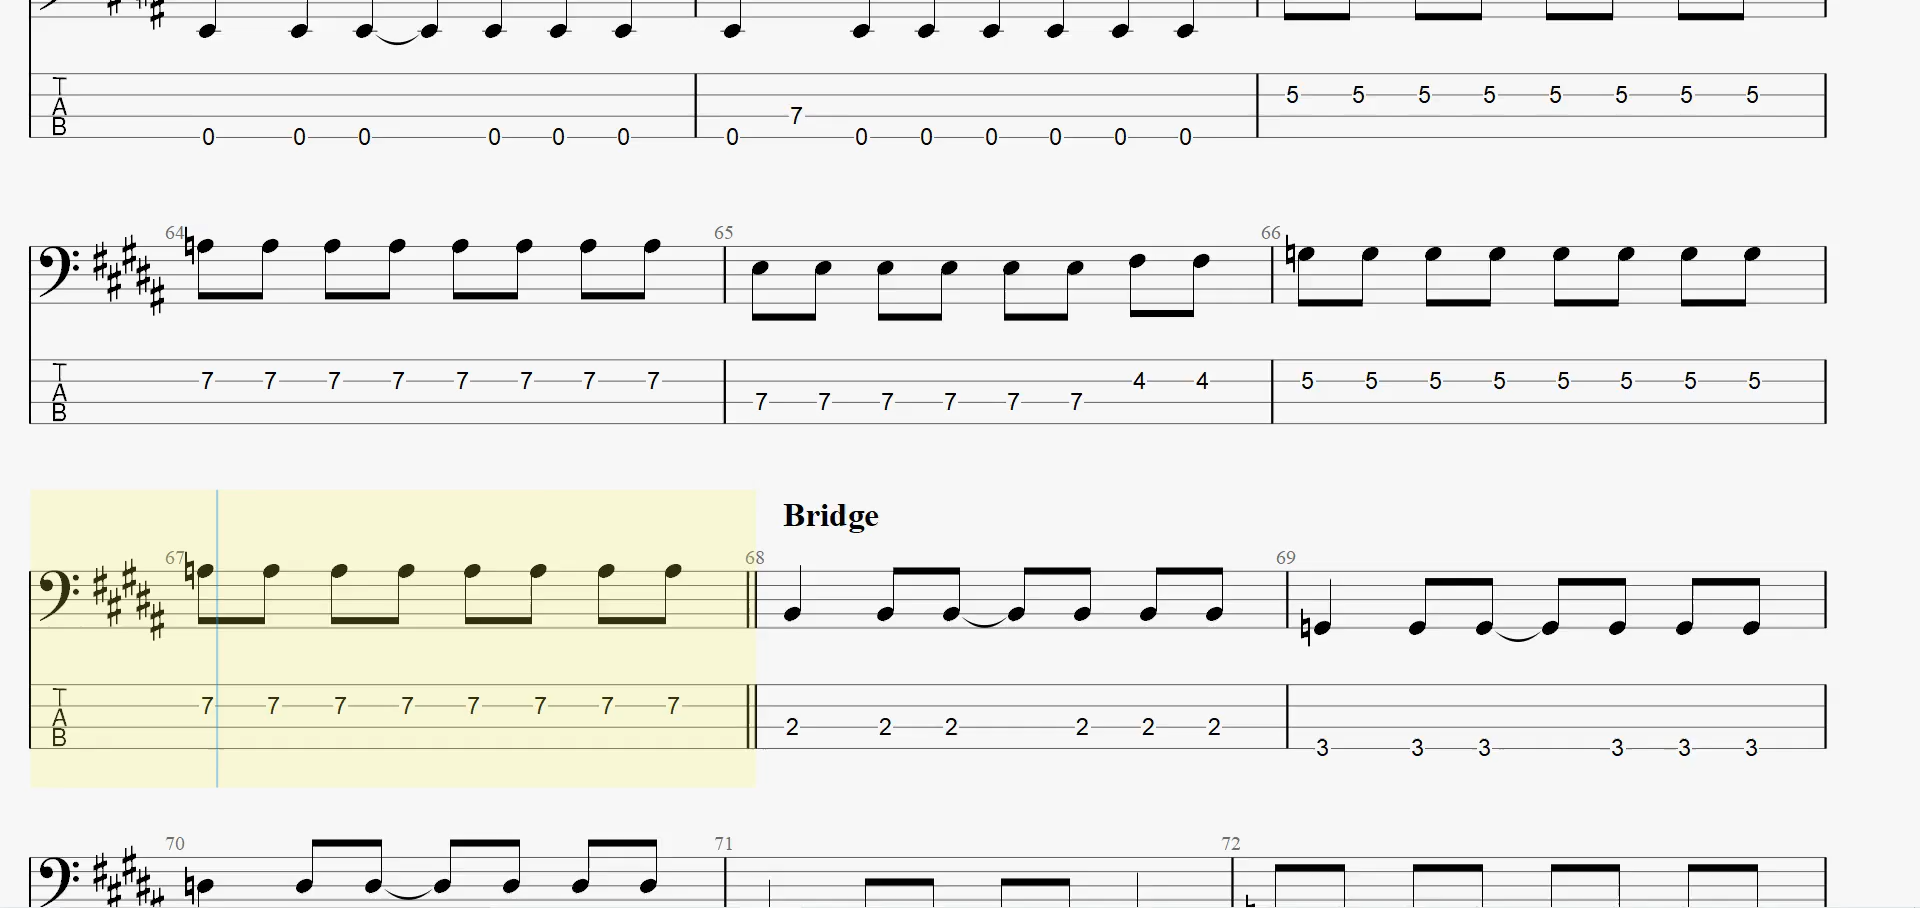 T
A
B
0 0 0 0 0 0
0 7 0 0 0 0 0 0
5 5 5 5 5 5 5 5
64 65 66
T
A
B
7 7 7 7 7 7 7 7
7 7 7 7 7 7 4 4
5 5 5 5 5 5 5 5
Bridge
67 68 69
T
A
B
7 7 7 7 7 7 7 7
2 2 2 2 2 2
3 3 3 3 3 3
70 71 72